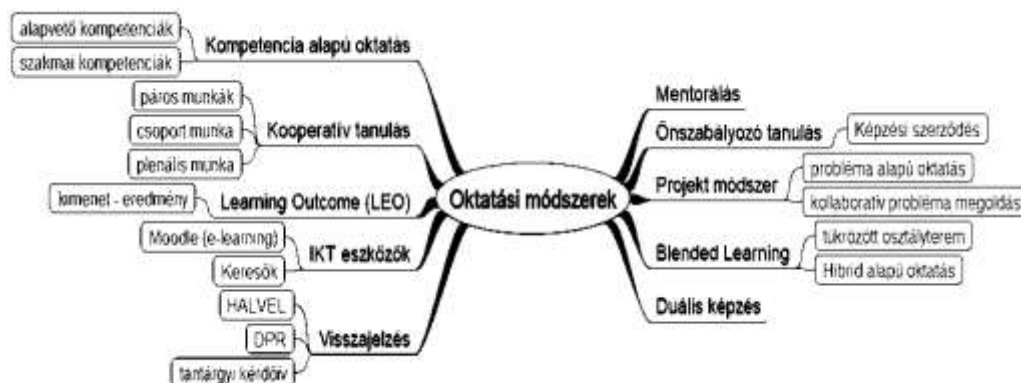 alapvető kompetenciák
szakmai kompetenciák
Kompetencia alapú oktatás
páros munkák
csoport munka
plenális munka
Kooperatív tanulás
kimenet - eredmény
Learning Outcome (LEO)
Moodle (e-learning)
Keresők
IKT eszközök
HALVEL
DPR
tantárgyi kérdőív
Visszajelzés
Oktatási módszerek
Mentorálás
Önszabályozó tanulás
Képzési szerződés
Projekt módszer
probléma alapú oktatás
kollaboratív probléma megoldás
Blended Learning
tükrözött osztályterem
Hibrid alapú oktatás
Duális képzés